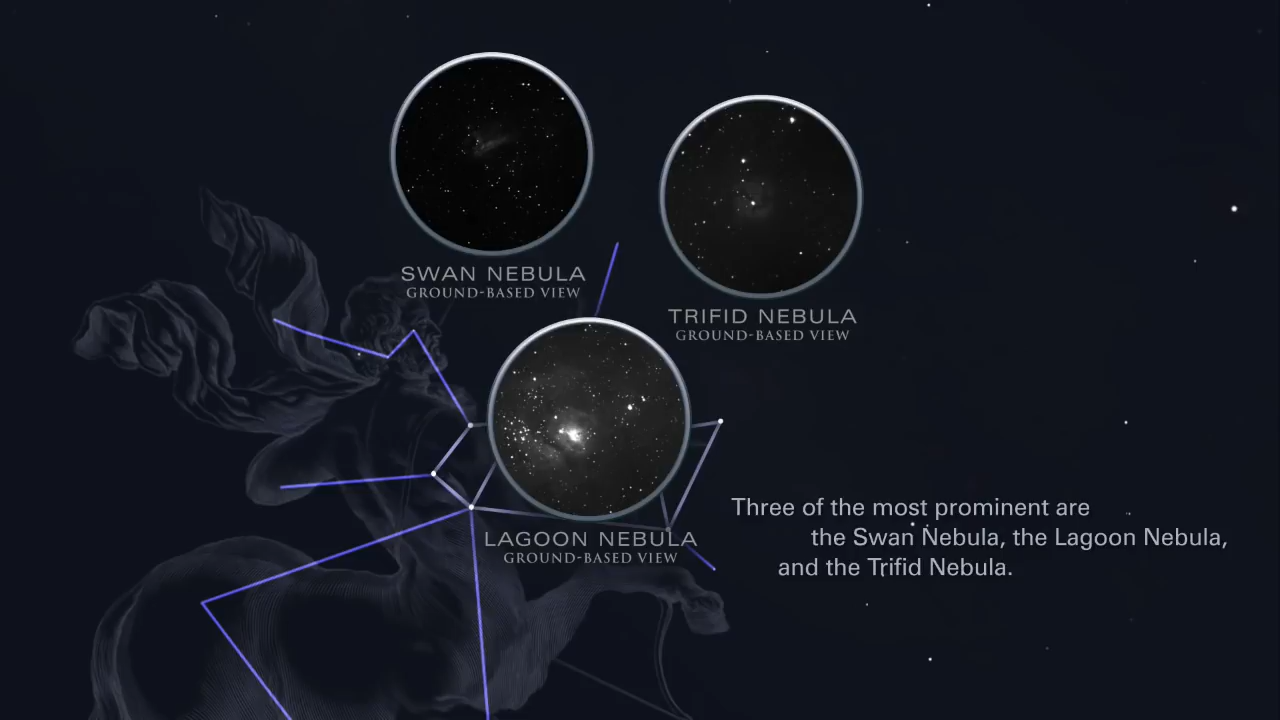 SWAN NEBULA
GROUND-BASED VIEW
TRIFID NEBULA
GROUND-BASED VIEW
LAGOON NEBULA
GROUND-BASED VIEW
Three of the most prominent are
the Swan Nebula, the Lagoon Nebula,
and the Trifid Nebula.